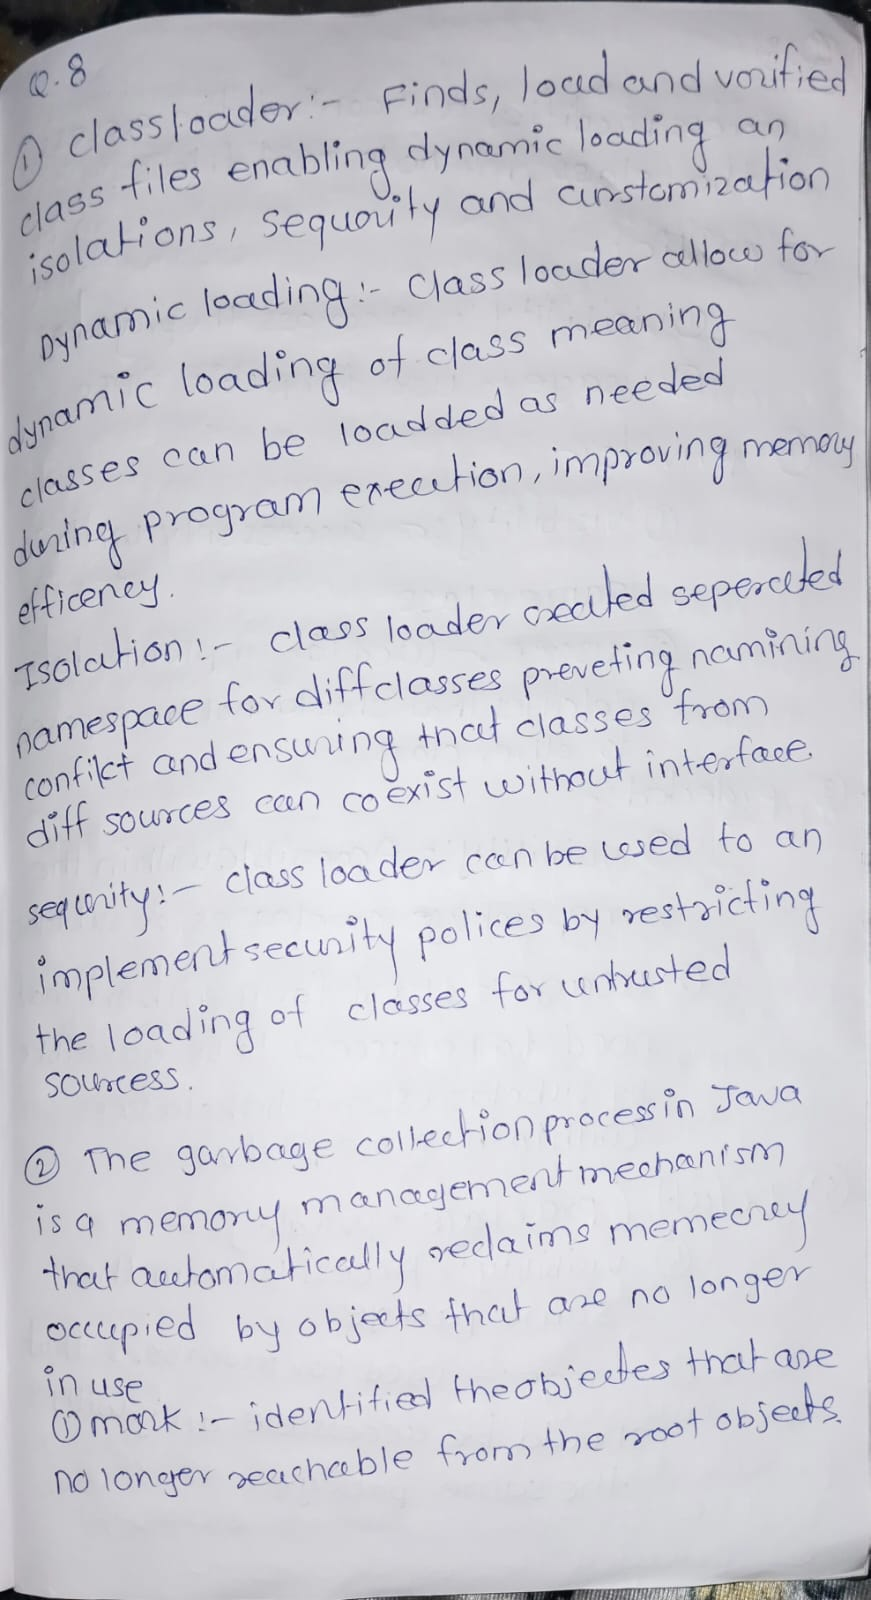 Q.8
① classloader:- Finds, load and vorified
class files enabling dynamic loading an
isolations, sequority and curstomization
Dynamic loading:- Class loader allow for
dynamic loading of class meaning
classes can be loadded as needed
during program execution, improving memory
efficency.
Isolation:- class loader created seperated
namespace for diffclasses preveting namining
confilct and ensuring that classes from
diff sources can coexist without interface.
sequrity:- class loader can be used to an
implement security polices by restricting
the loading of classes for untrusted
sourcess.
② The garbage collection process in Java
is a memory management mechanism
that automatically reclaims memecrey
occupied by objects that are no longer
in use
① mark:- identified the objectes that are
no longer reachable from the root objects.